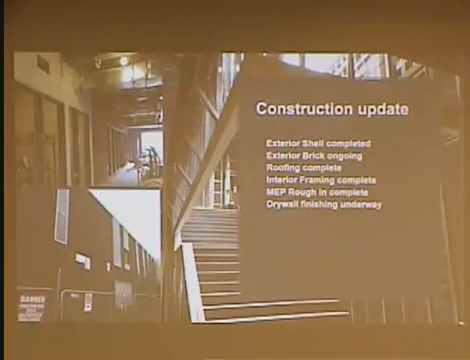 Construction update
Exterior Shell completed
Exterior Brick ongoing
Roofing complete
Interior Framing complete
MEP Rough in complete
Drywall finishing underway
DANGER